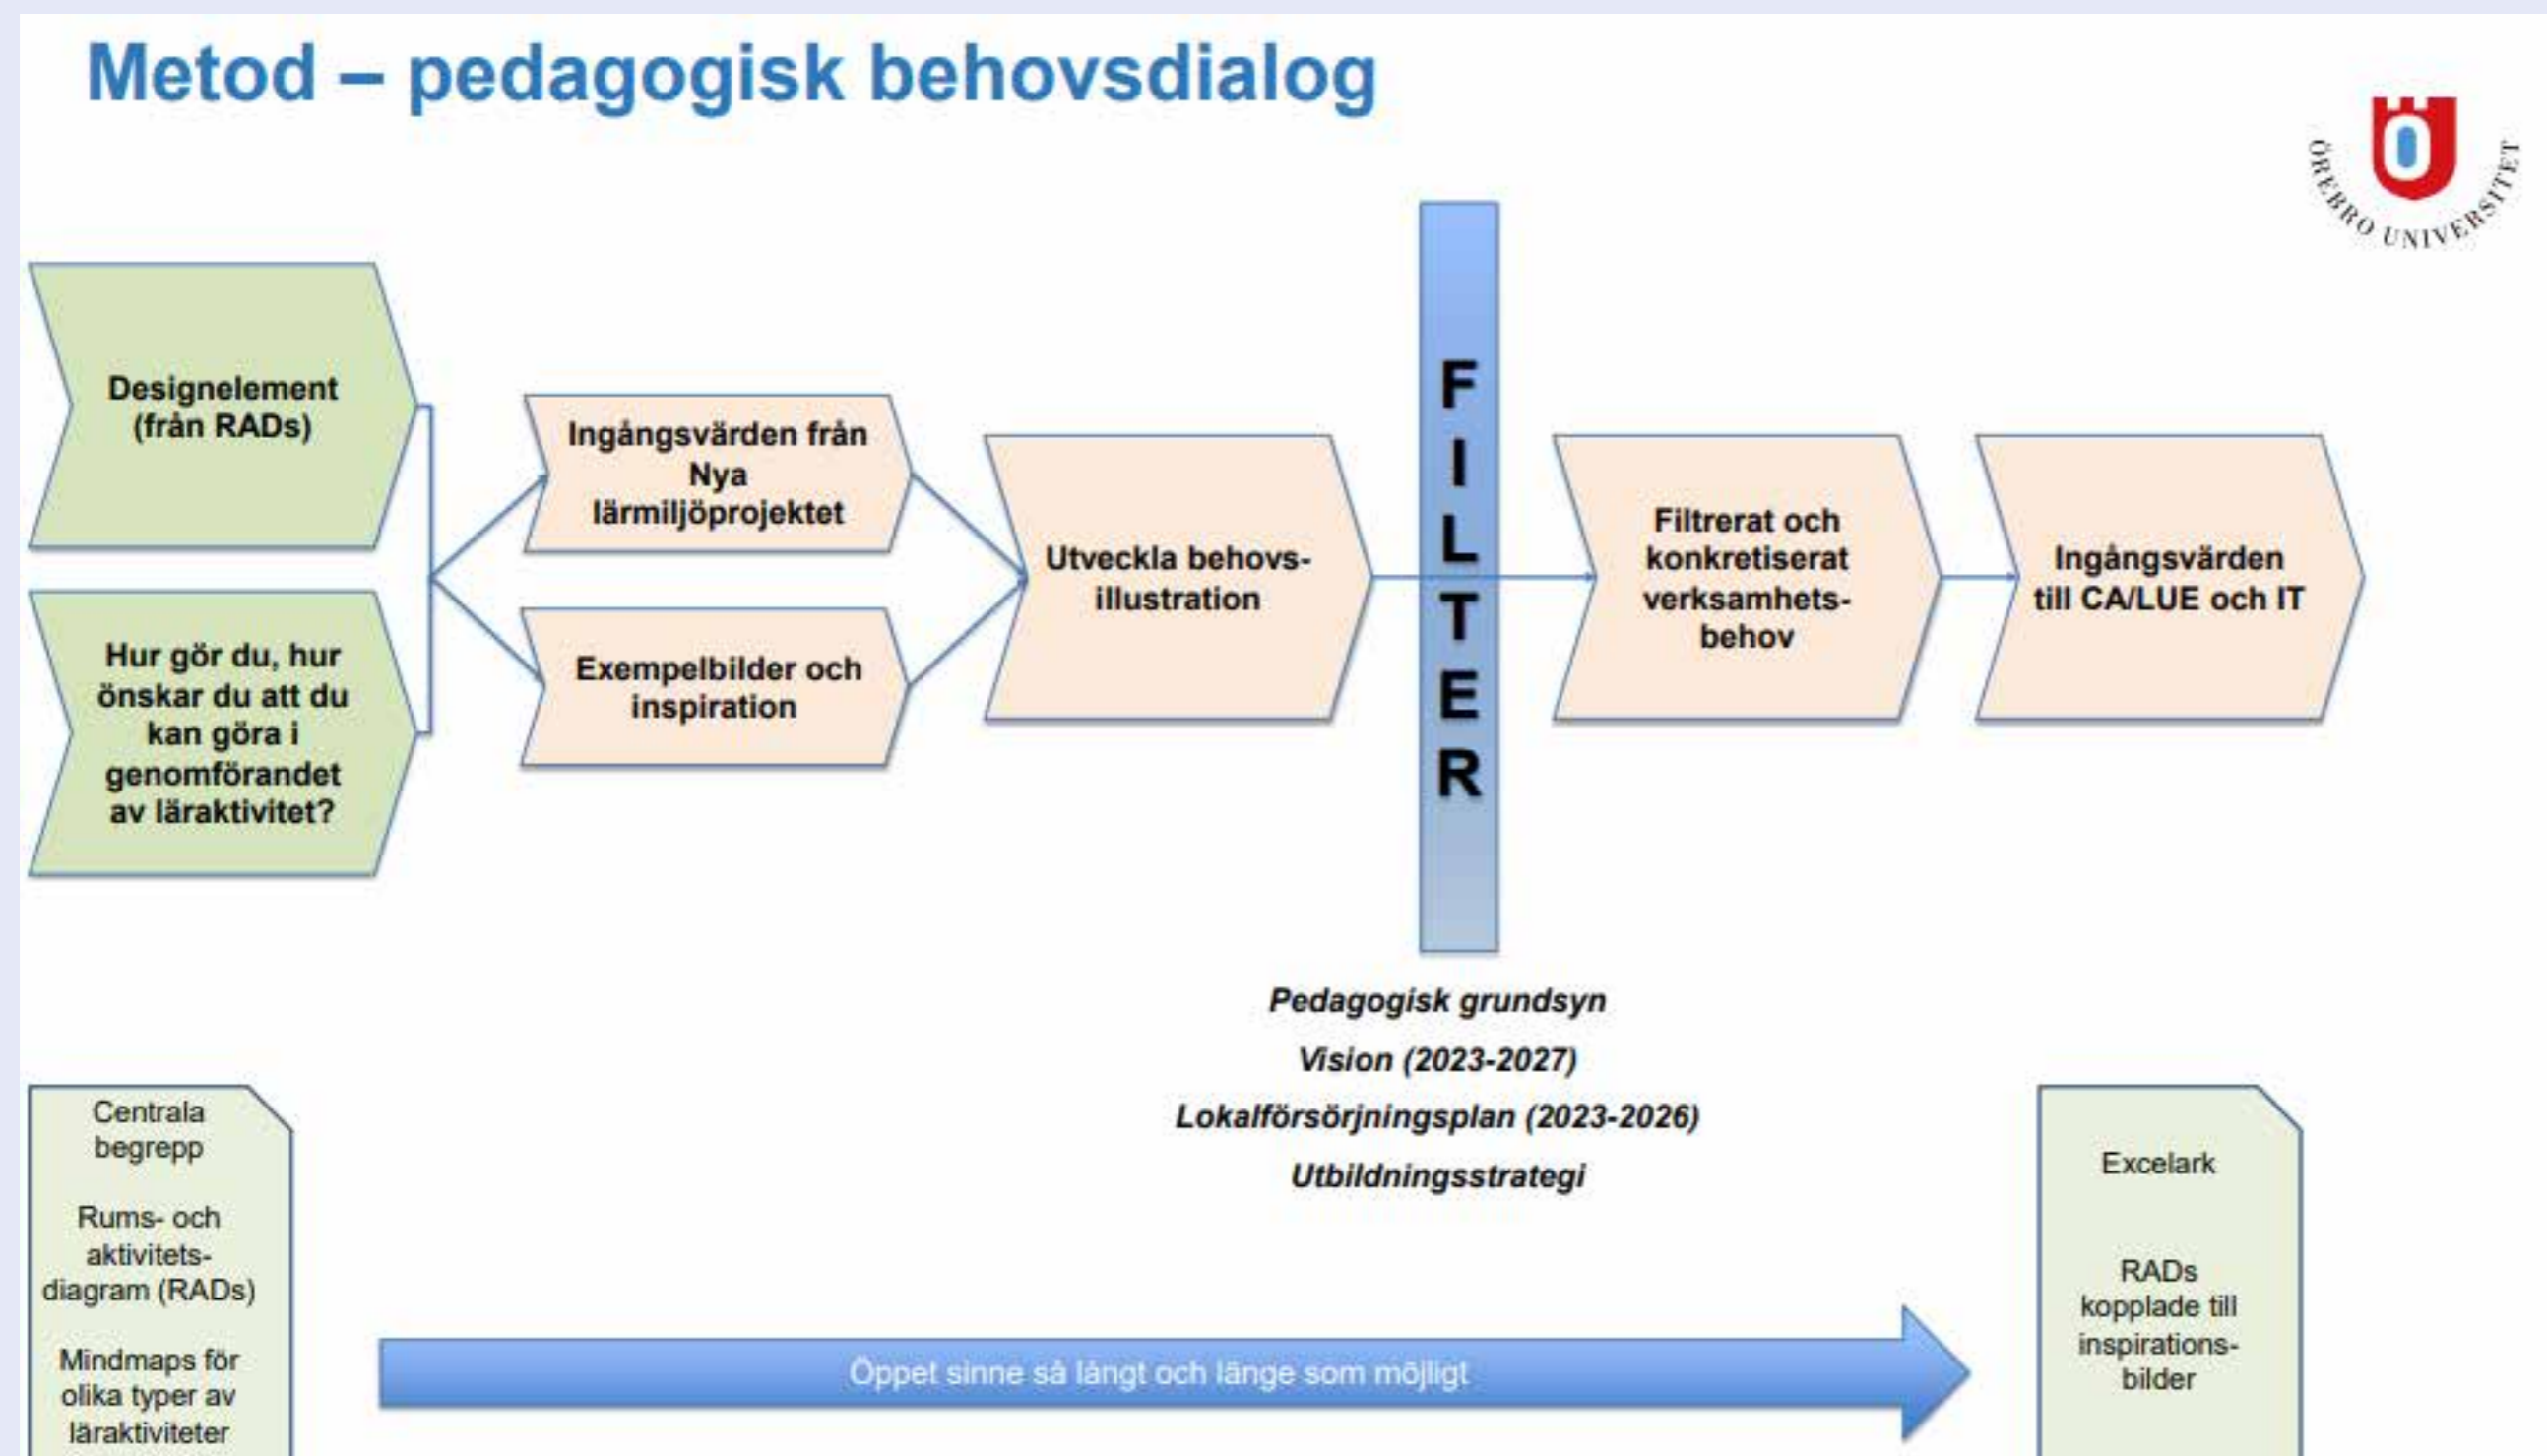 Metod – pedagogisk behovsdialog
ÖREBRO UNIVERSITET
Designelement
(från RADs)
Hur gör du, hur
önskar du att du
kan göra i
genomförandet
av läraktivitet?
Ingångsvärden från
Nya
lärmiljöprojektet
Exempelbilder och
inspiration
Utveckla behovs-
illustration
F
I
L
T
E
R
Filtrerat och
konkretiserat
verksamhets-
behov
Ingångsvärden
till CA/LUE och IT
Pedagogisk grundsyn
Vision (2023-2027)
Lokalförsörjningsplan (2023-2026)
Utbildningsstrategi
Centrala
begrepp
Rums- och
aktivitets-
diagram (RADs)
Mindmaps för
olika typer av
läraktiviteter
Öppet sinne så långt och länge som möjligt
Excelark
RADs
kopplade till
inspirations-
bilder